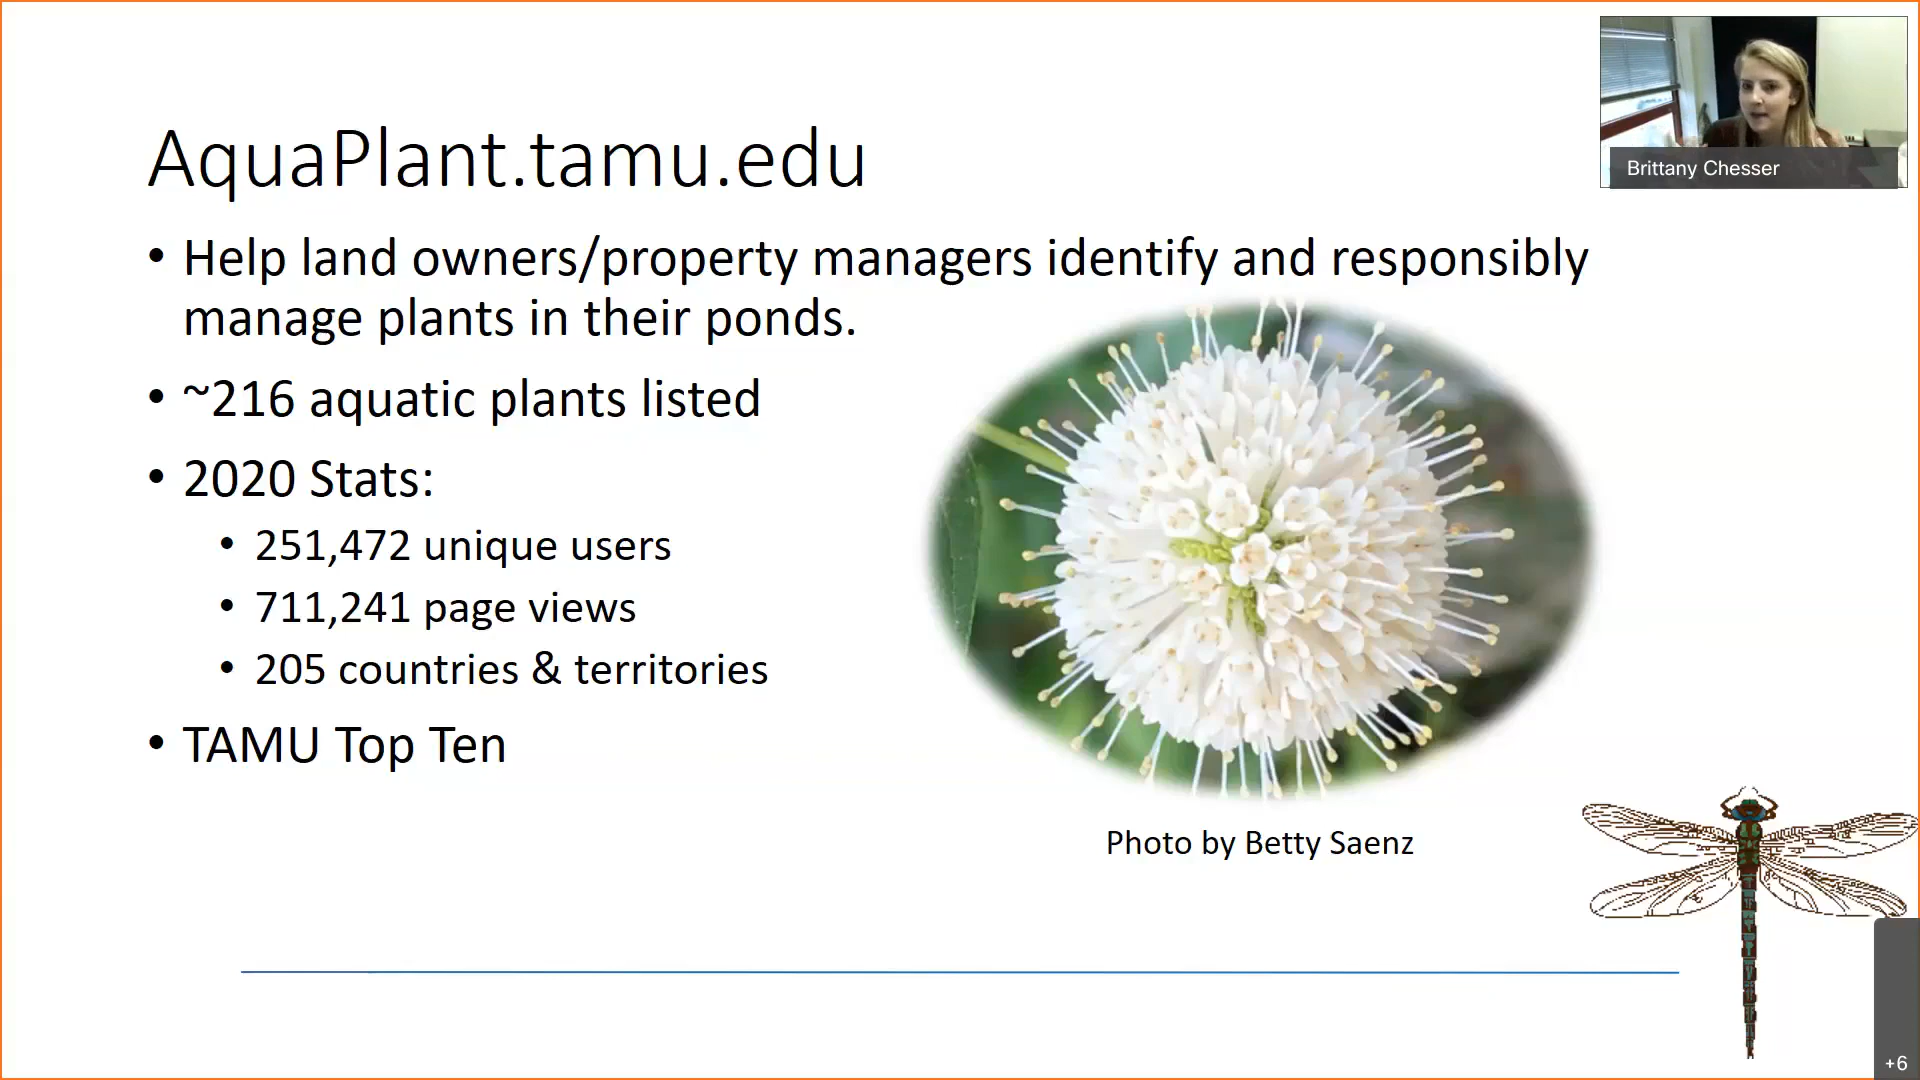 Brittany Chesser
AquaPlant.tamu.edu
• Help land owners/property managers identify and responsibly
manage plants in their ponds.
• ~216 aquatic plants listed
• 2020 Stats:
• 251,472 unique users
• 711,241 page views
• 205 countries & territories
• TAMU Top Ten
Photo by Betty Saenz
+6